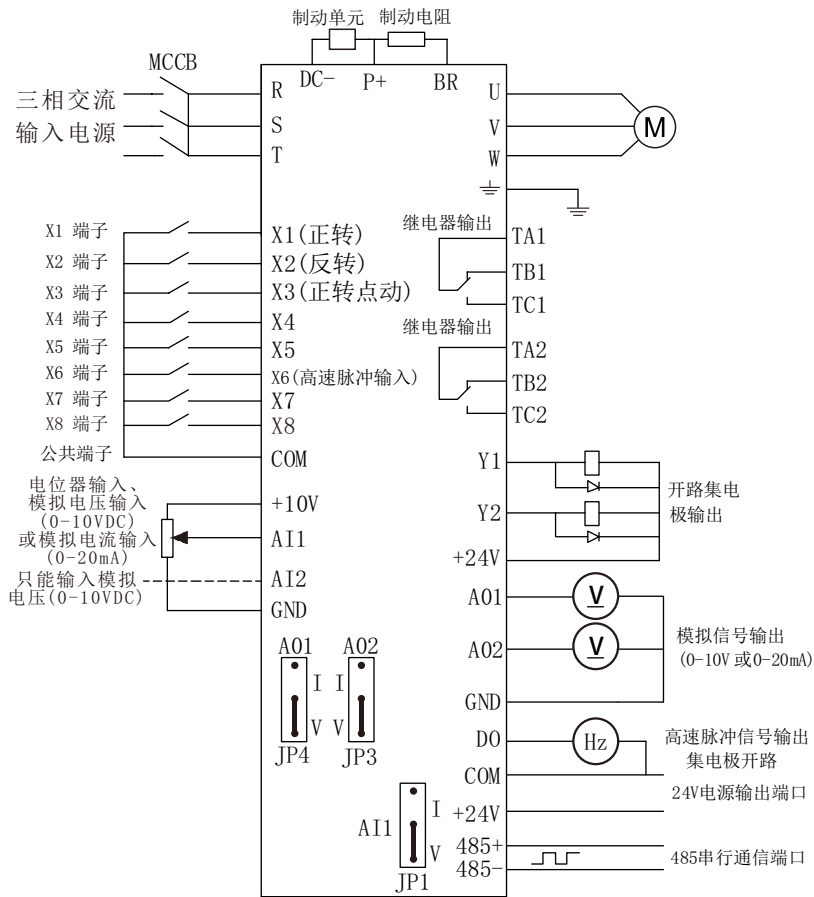 制动单元 制动电阻
MCCB
DC- P+ BR
三相交流
输入电源
R
S
T
U
V
W
M
X1 端子
X2 端子
X3 端子
X4 端子
X5 端子
X6 端子
X7 端子
X8 端子
公共端子
X1(正转)
X2(反转)
X3(正转点动)
X4
X5
X6(高速脉冲输入)
X7
X8
COM
继电器输出
TA1
TB1
TC1
继电器输出
TA2
TB2
TC2
电位器输入、
模拟电压输入
(0-10VDC)
或模拟电流输入
(0-20mA)
只能输入模拟
电压(0-10VDC)
+10V
AI1
AI2
GND
Y1
Y2
+24V
开路集电
极输出
AO1
V
AO2
V
GND
模拟信号输出
(0-10V或0-20mA)
DO
Hz
COM
高速脉冲信号输出
集电极开路
+24V
24V电源输出端口
485+
485-
485串行通信端口
AO1 AO2
I I
V V
JP4 JP3
AI1
I
V
JP1